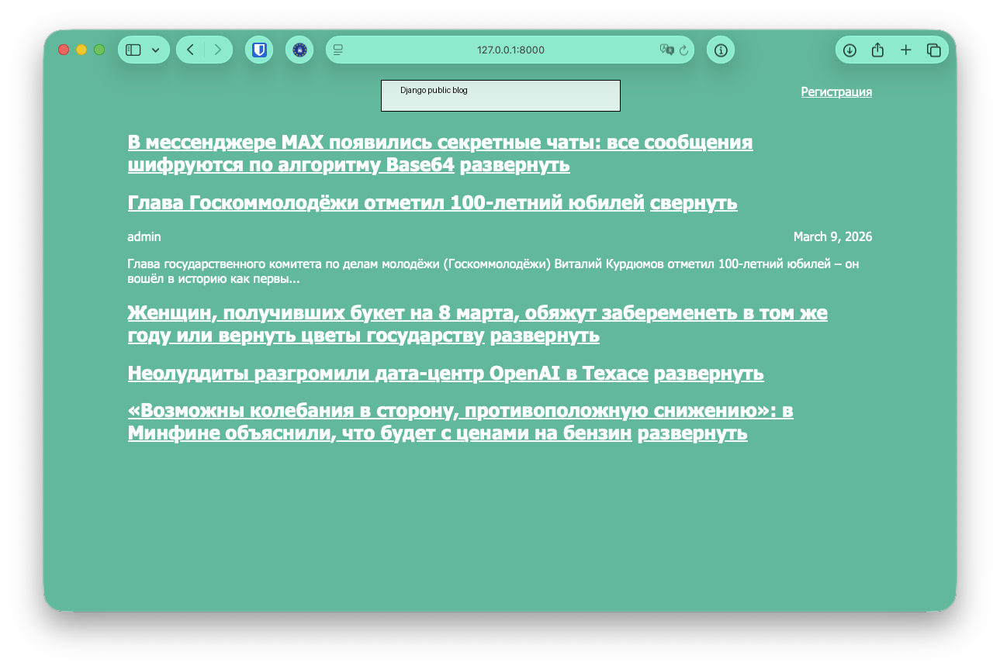 127.0.0.1:8000
Django public blog
Регистрация
В мессенджере MAX появились секретные чаты: все сообщения
шифруются по алгоритму Base64 развернуть
Глава Госкоммолодёжи отметил 100-летний юбилей свернуть
admin
March 9, 2026
Глава государственного комитета по делам молодёжи (Госкоммолодёжи) Виталий Курдюмов отметил 100-летний юбилей – он
вошёл в историю как первы...
Женщин, получивших букет на 8 марта, обяжут забеременеть в том же
году или вернуть цветы государству развернуть
Неолуддиты разгромили дата-центр OpenAI в Техасе развернуть
«Возможны колебания в сторону, противоположную снижению»: в
Минфине объяснили, что будет с ценами на бензин развернуть